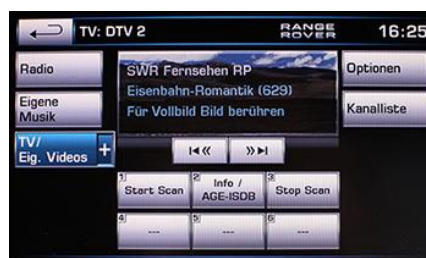 TV: DTV 2
RANGE
ROVER
16:25
Radio
SWR Fernsehen RP
Optionen
Eisenbahn-Romantik (629)
Eigene
Musik
Für Vollbild Bild berühren
Kanalliste
TV/
Eig. Videos +
1 Start Scan
2 Info /
AGE-ISDB
3 Stop Scan
4 ---
5 ---
6 ---